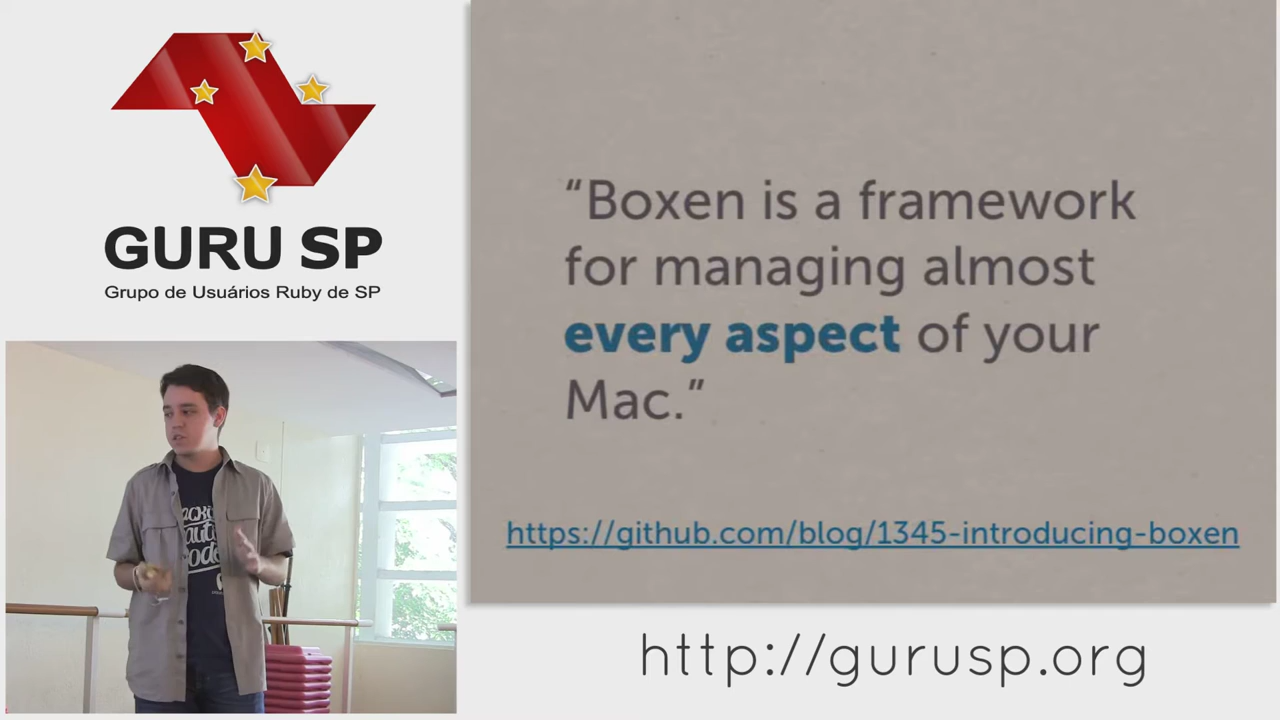 GURU SP
Grupo de Usuários Ruby de SP
“Boxen is a framework
for managing almost
every aspect of your
Mac.”
https://github.com/blog/1345-introducing-boxen
http://gurusp.org